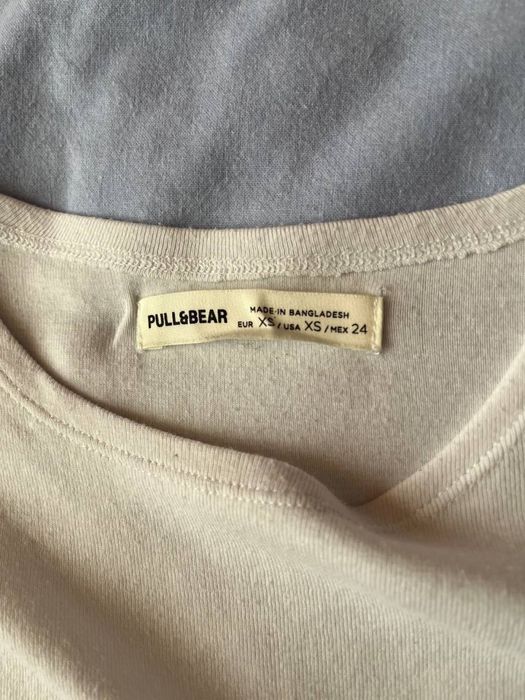 PULL&BEAR
MADE IN BANGLADESH
EUR XS / USA XS / MEX 24